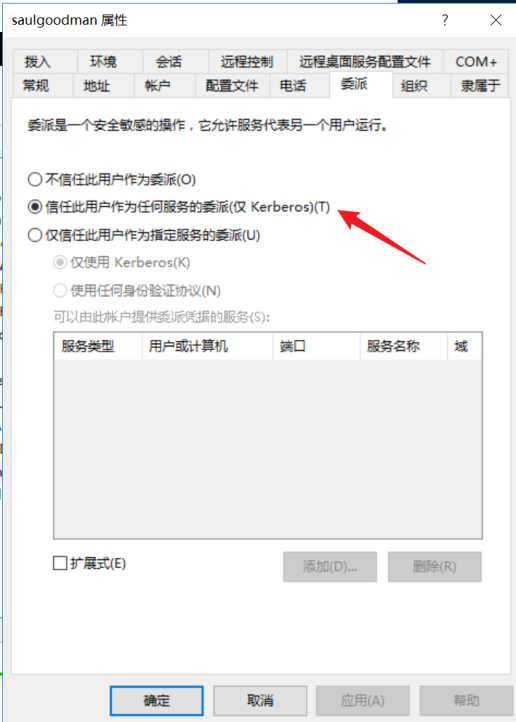 saulgoodman 属性
拨入 环境 会话 远程控制 远程桌面服务配置文件 COM+
常规 地址 帐户 配置文件 电话 委派 组织 隶属于
委派是一个安全敏感的操作，它允许服务代表另一个用户运行。
不信任此用户作为委派(O)
信任此用户作为任何服务的委派(仅 Kerberos)(T)
仅信任此用户作为指定服务的委派(U)
仅使用 Kerberos(K)
使用任何身份验证协议(N)
可以由此帐户提供委派凭据的服务(S):
服务类型 用户或计算机 端口 服务名称 域
扩展式(E) 添加(D)... 删除(R)
确定 取消 应用(A) 帮助